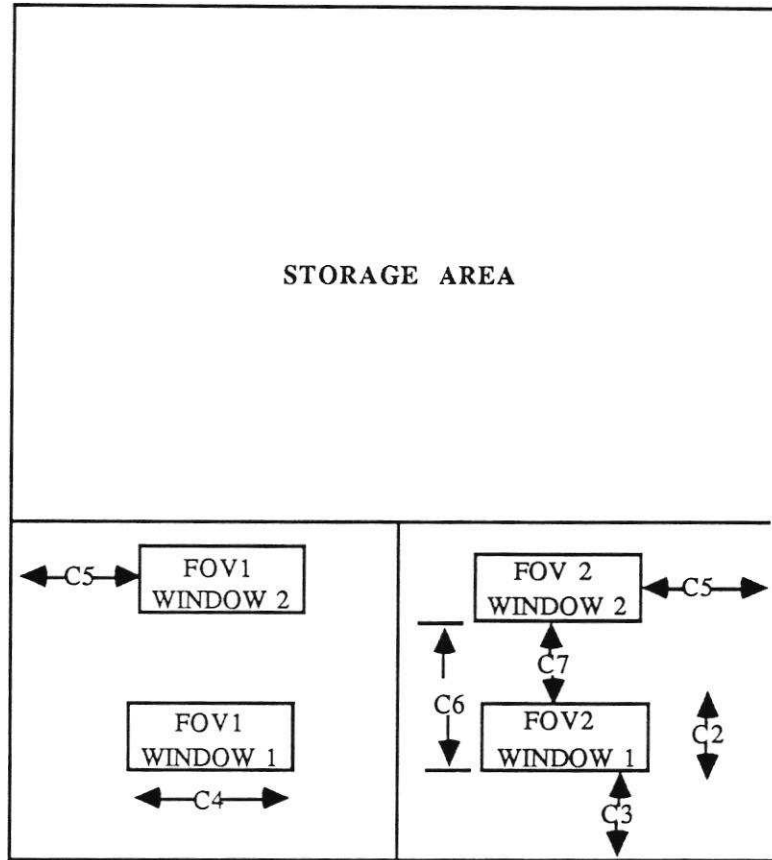 STORAGE AREA
C5
FOV1
WINDOW 2
FOV 2
WINDOW 2
C5
C7
C6
FOV1
WINDOW 1
FOV2
WINDOW 1
C2
C4
C3